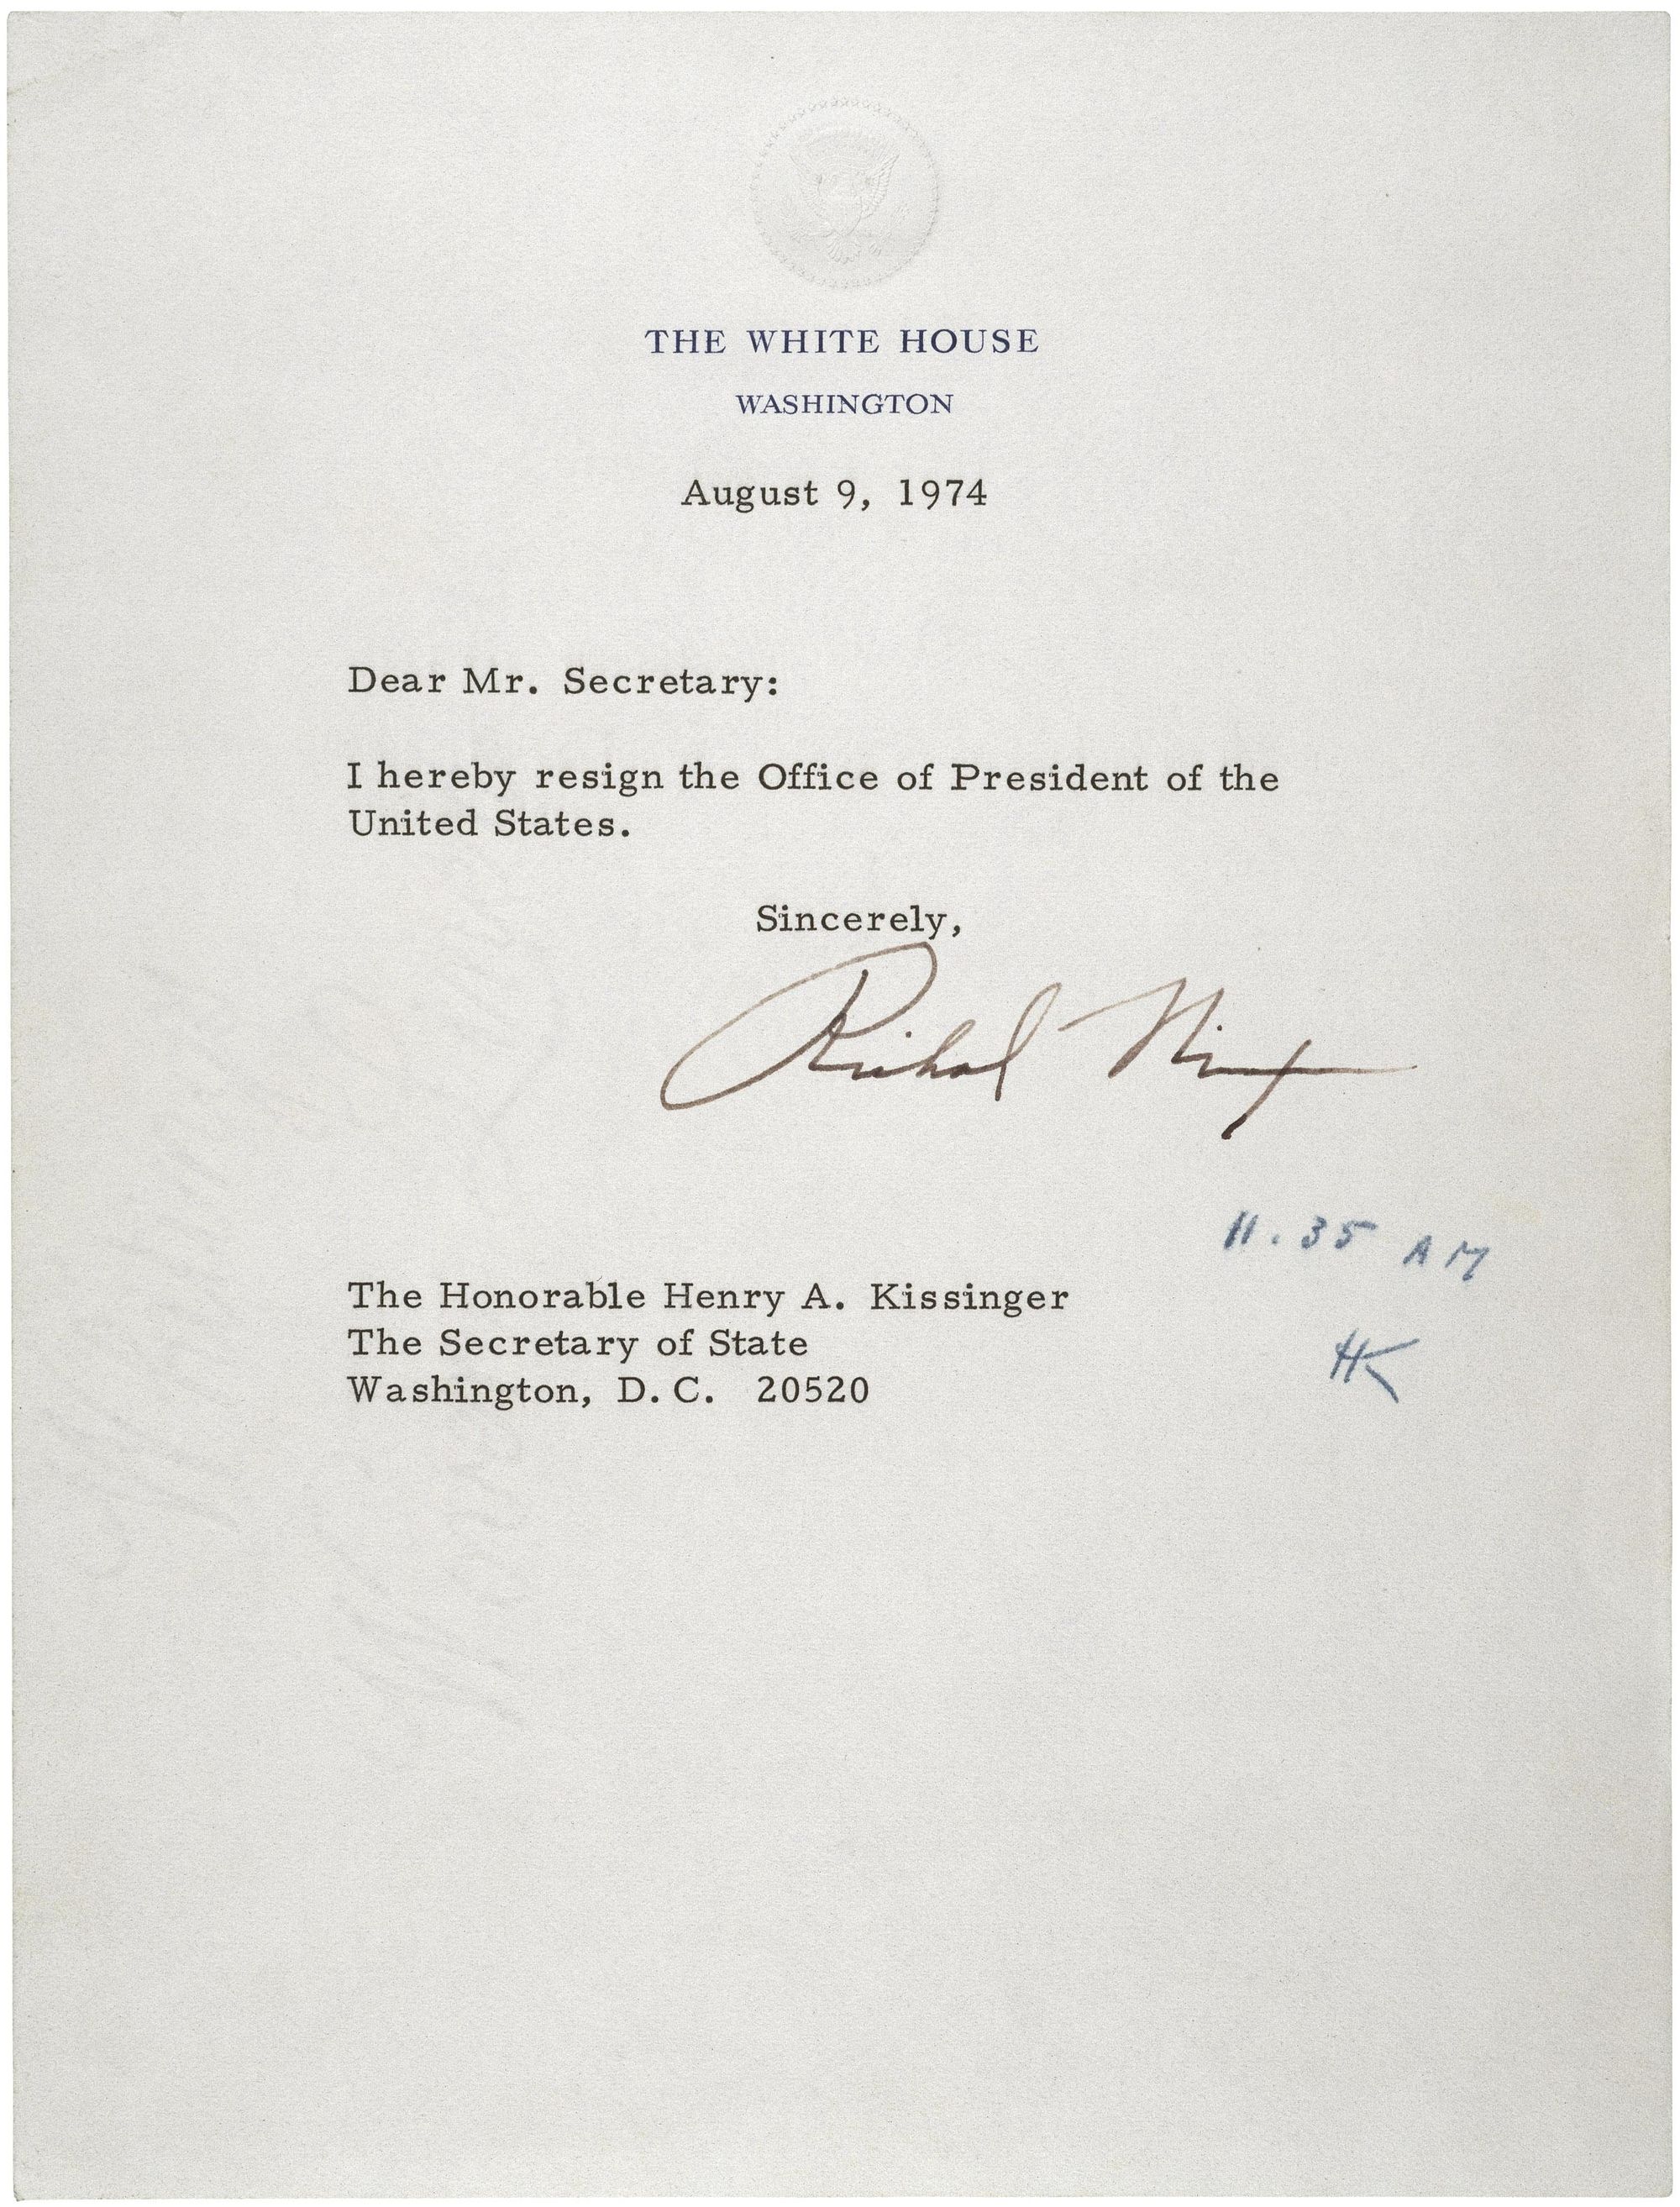 THE WHITE HOUSE
WASHINGTON
August 9, 1974
Dear Mr. Secretary:
I hereby resign the Office of President of the
United States.
Sincerely,
Richard Nixon
11.35 AM
The Honorable Henry A. Kissinger
HK
The Secretary of State
Washington, D. C. 20520